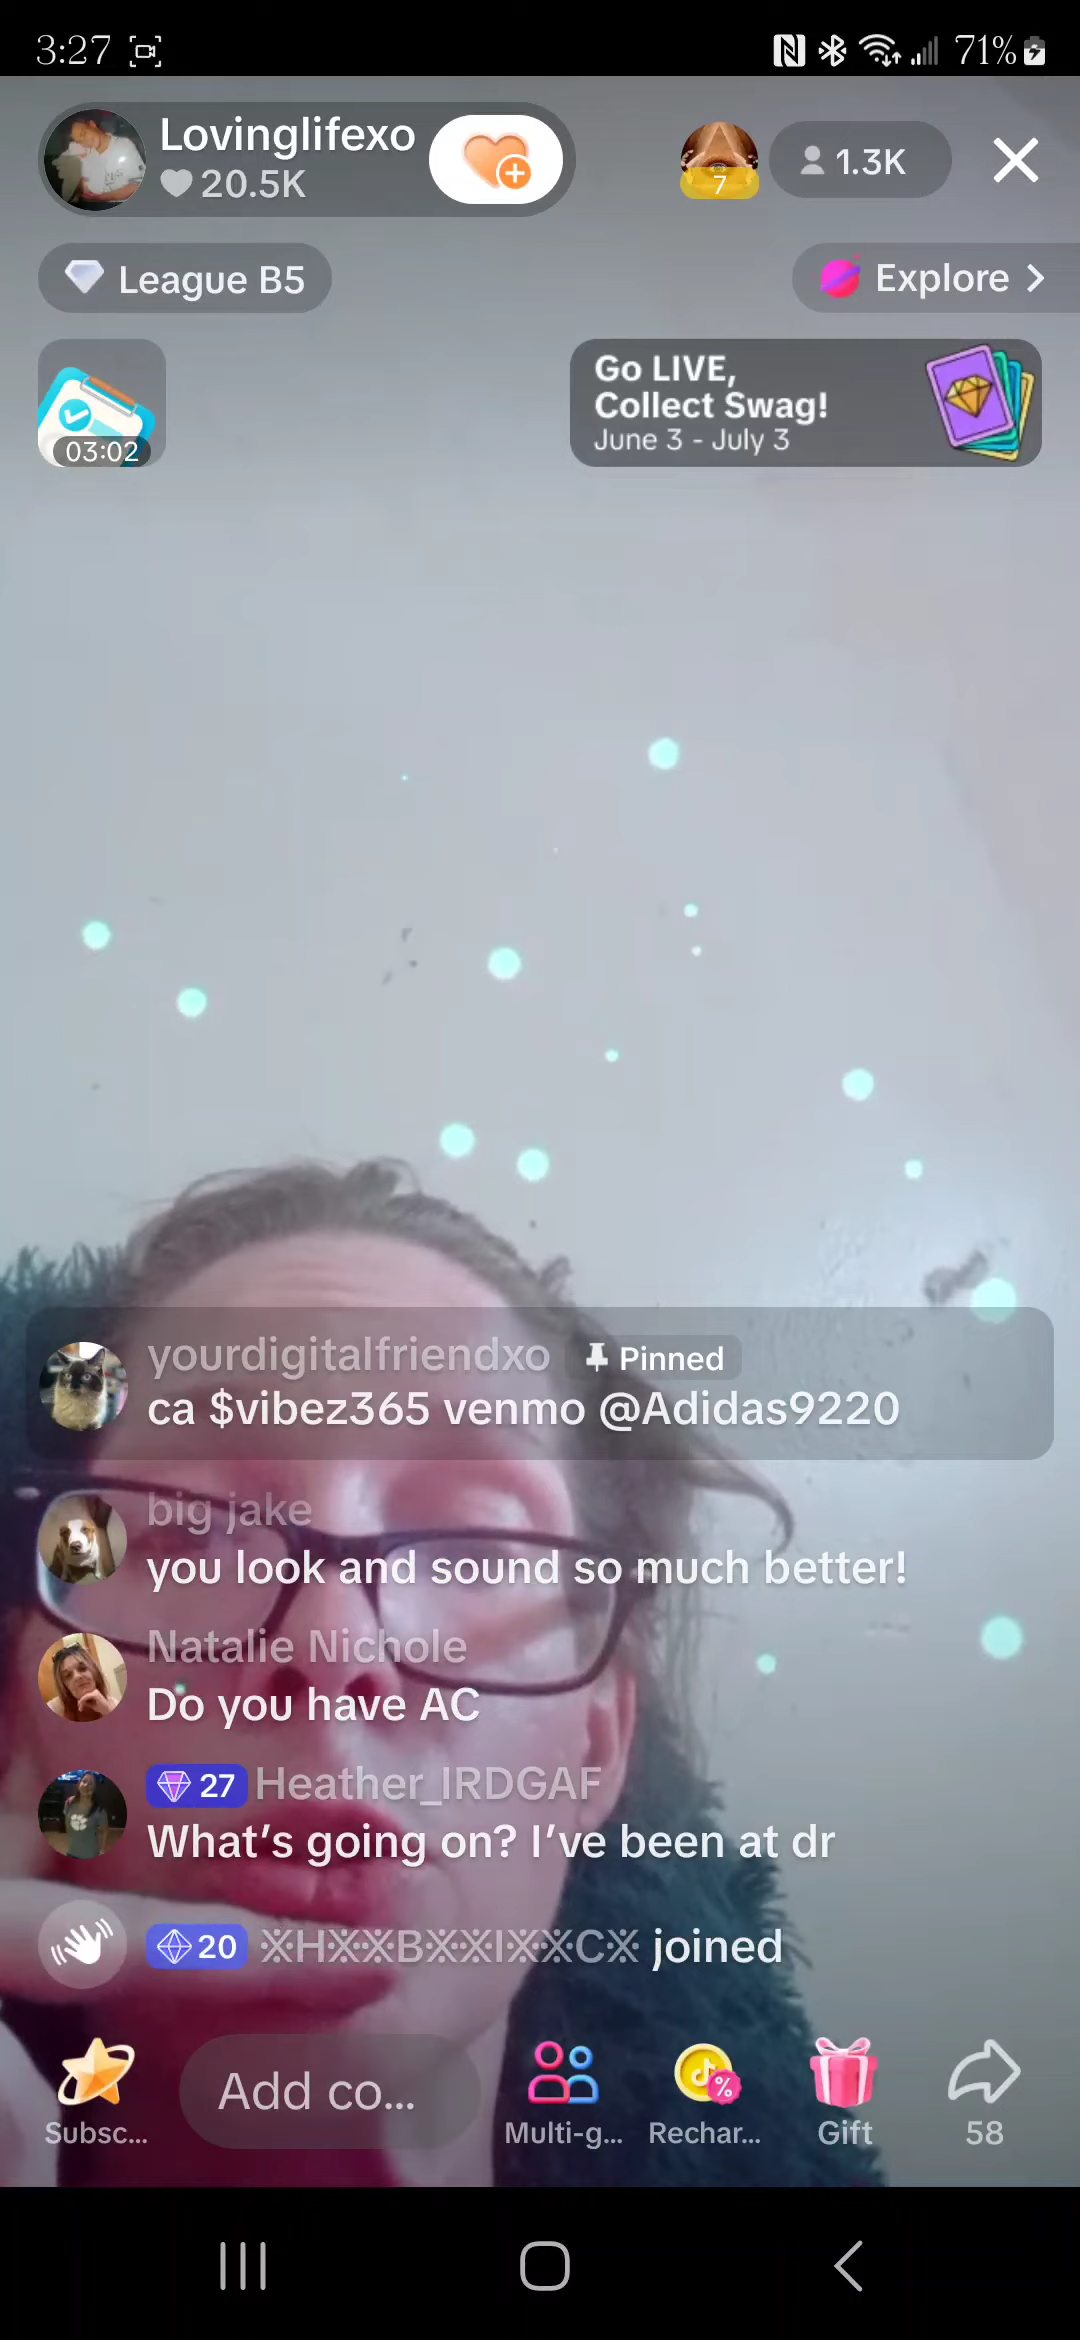 3:27
71%
Lovinglifexo
20.5K
7
1.3K
League B5
Explore
Go LIVE,
Collect Swag!
June 3 - July 3
03:02
yourdigitalfriendxo Pinned
ca $vibez365 venmo @Adidas9220
big jake
you look and sound so much better!
Natalie Nichole
Do you have AC
27 Heather_IRDGAF
What's going on? I've been at dr
20 ※H※※B※※I※※C※ joined
Add co...
Subsc...
Multi-g...
Rechar...
Gift
58